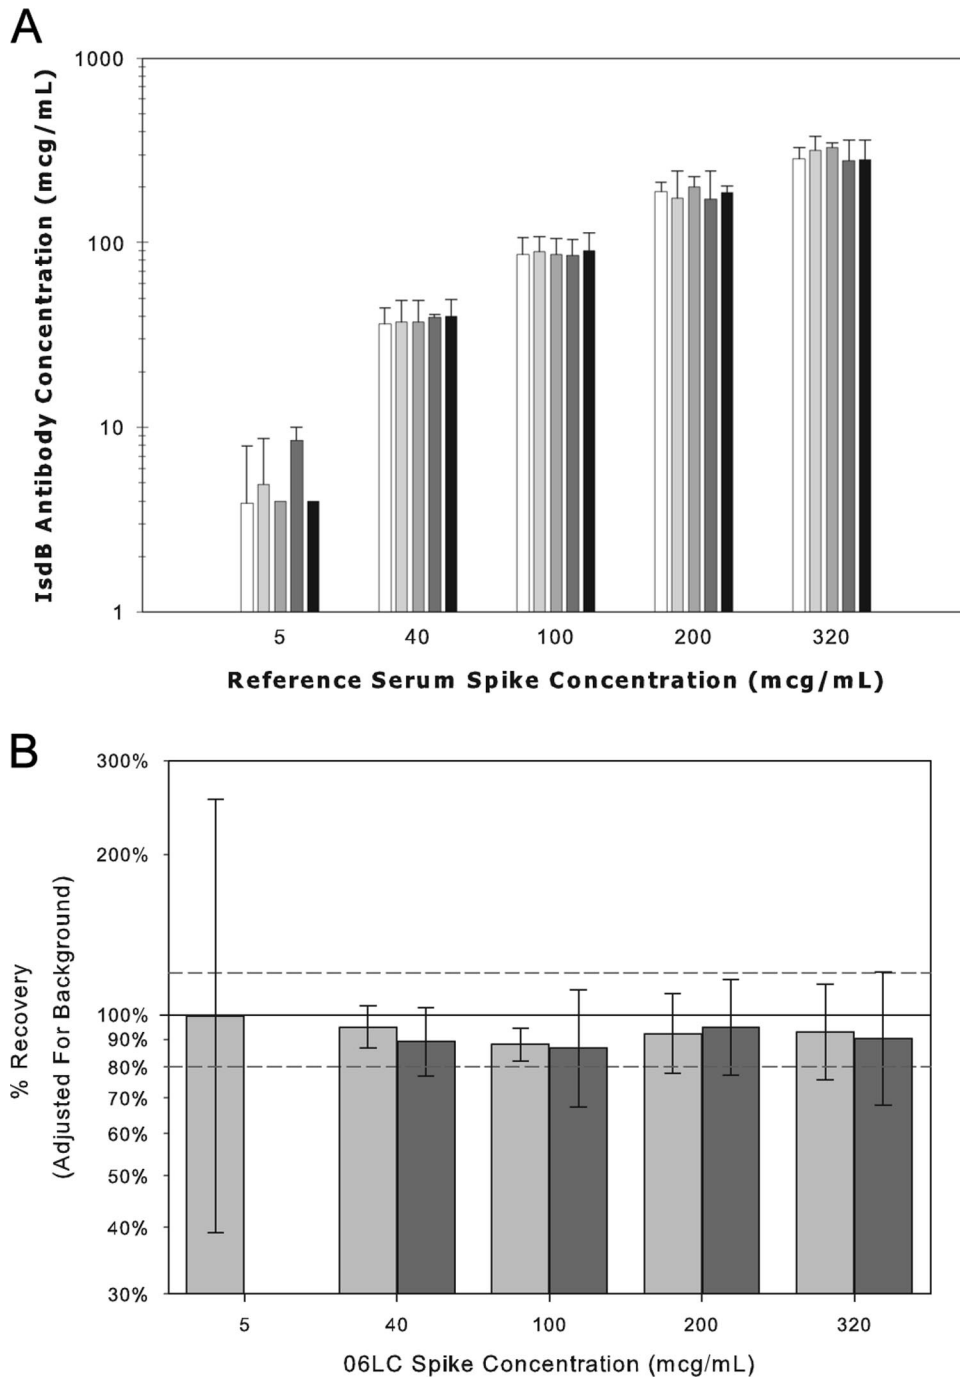 A
IsdB Antibody Concentration (mcg/mL)
1000
100
10
1
5 40 100 200 320
Reference Serum Spike Concentration (mcg/mL)
B
% Recovery
(Adjusted For Background)
300%
200%
100%
90%
80%
70%
60%
50%
40%
30%
5 40 100 200 320
06LC Spike Concentration (mcg/mL)